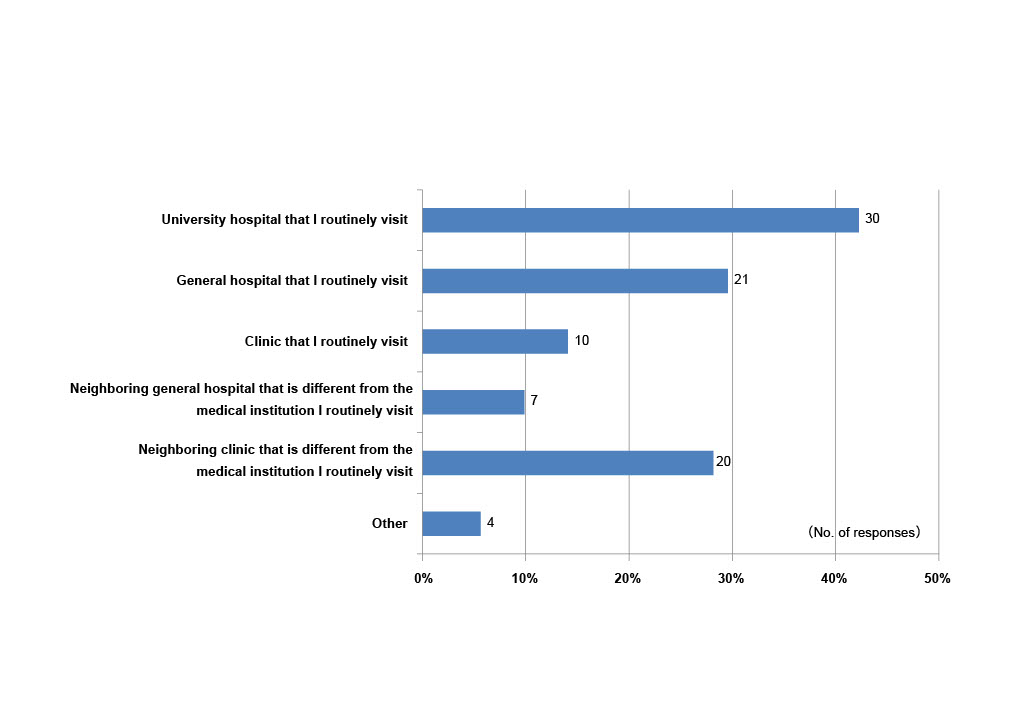 University hospital that I routinely visit
30
General hospital that I routinely visit
21
Clinic that I routinely visit
10
Neighboring general hospital that is different from the
medical institution I routinely visit
7
Neighboring clinic that is different from the
medical institution I routinely visit
20
Other
4
（No. of responses）
0%
10%
20%
30%
40%
50%